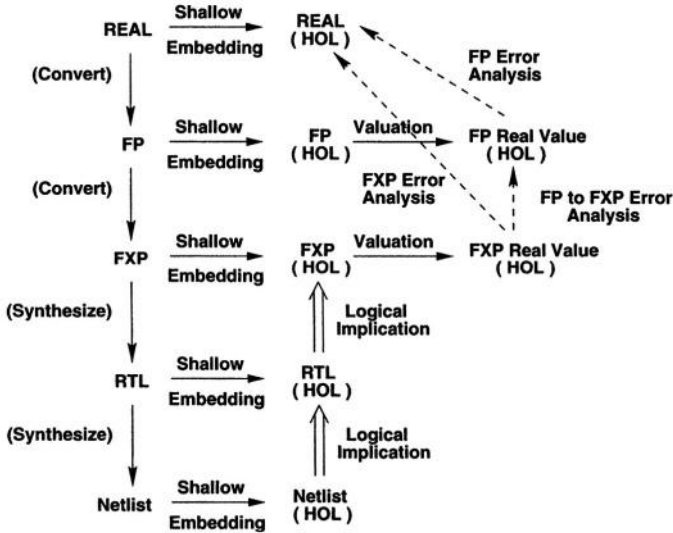 REAL
Shallow
Embedding
REAL
( HOL )
(Convert)
FP Error
Analysis
FP
Shallow
Embedding
FP
( HOL )
Valuation
FP Real Value
( HOL )
(Convert)
FXP Error
Analysis
FP to FXP Error
Analysis
FXP
Shallow
Embedding
FXP
( HOL )
Valuation
FXP Real Value
( HOL )
(Synthesize)
Logical
Implication
RTL
Shallow
Embedding
RTL
( HOL )
(Synthesize)
Logical
Implication
Netlist
Shallow
Embedding
Netlist
( HOL )